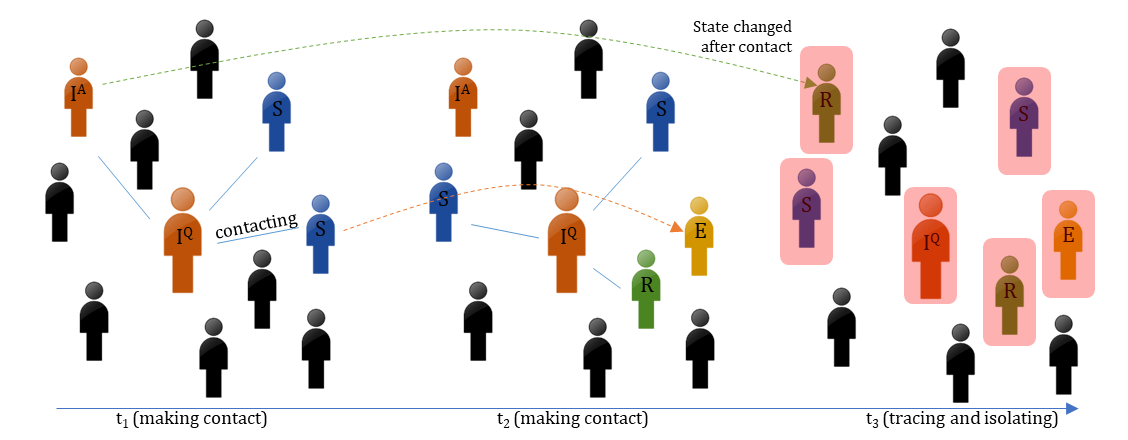 State changed
after contact
I^A
S
I^Q
contacting
S
I^A
S
S
I^Q
E
R
R
S
S
I^Q
E
R
t₁ (making contact)
t₂ (making contact)
t₃ (tracing and isolating)